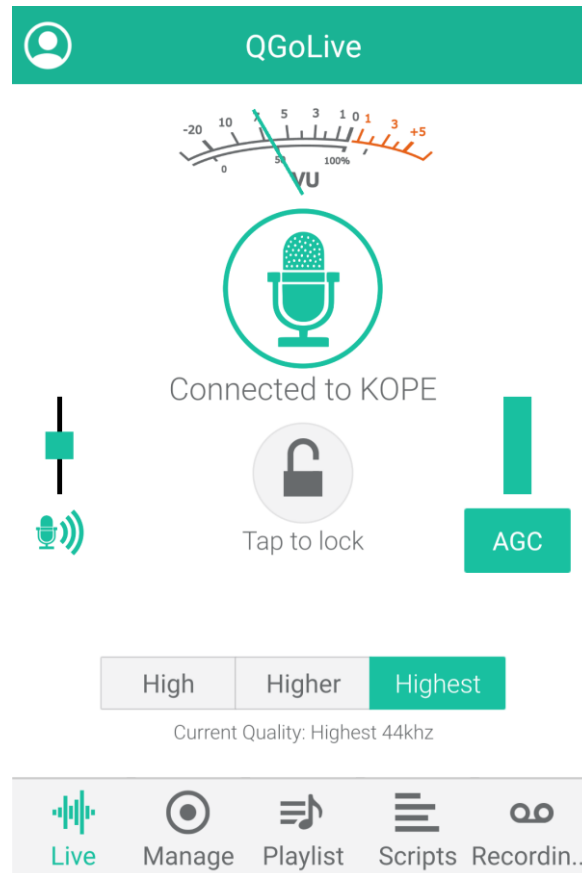 QGoLive
-20 10 7 5 3 1 0 1 3 +5
0 50 100%
VU
Connected to KOPE
Tap to lock
AGC
High Higher Highest
Current Quality: Highest 44khz
Live Manage Playlist Scripts Recordin..